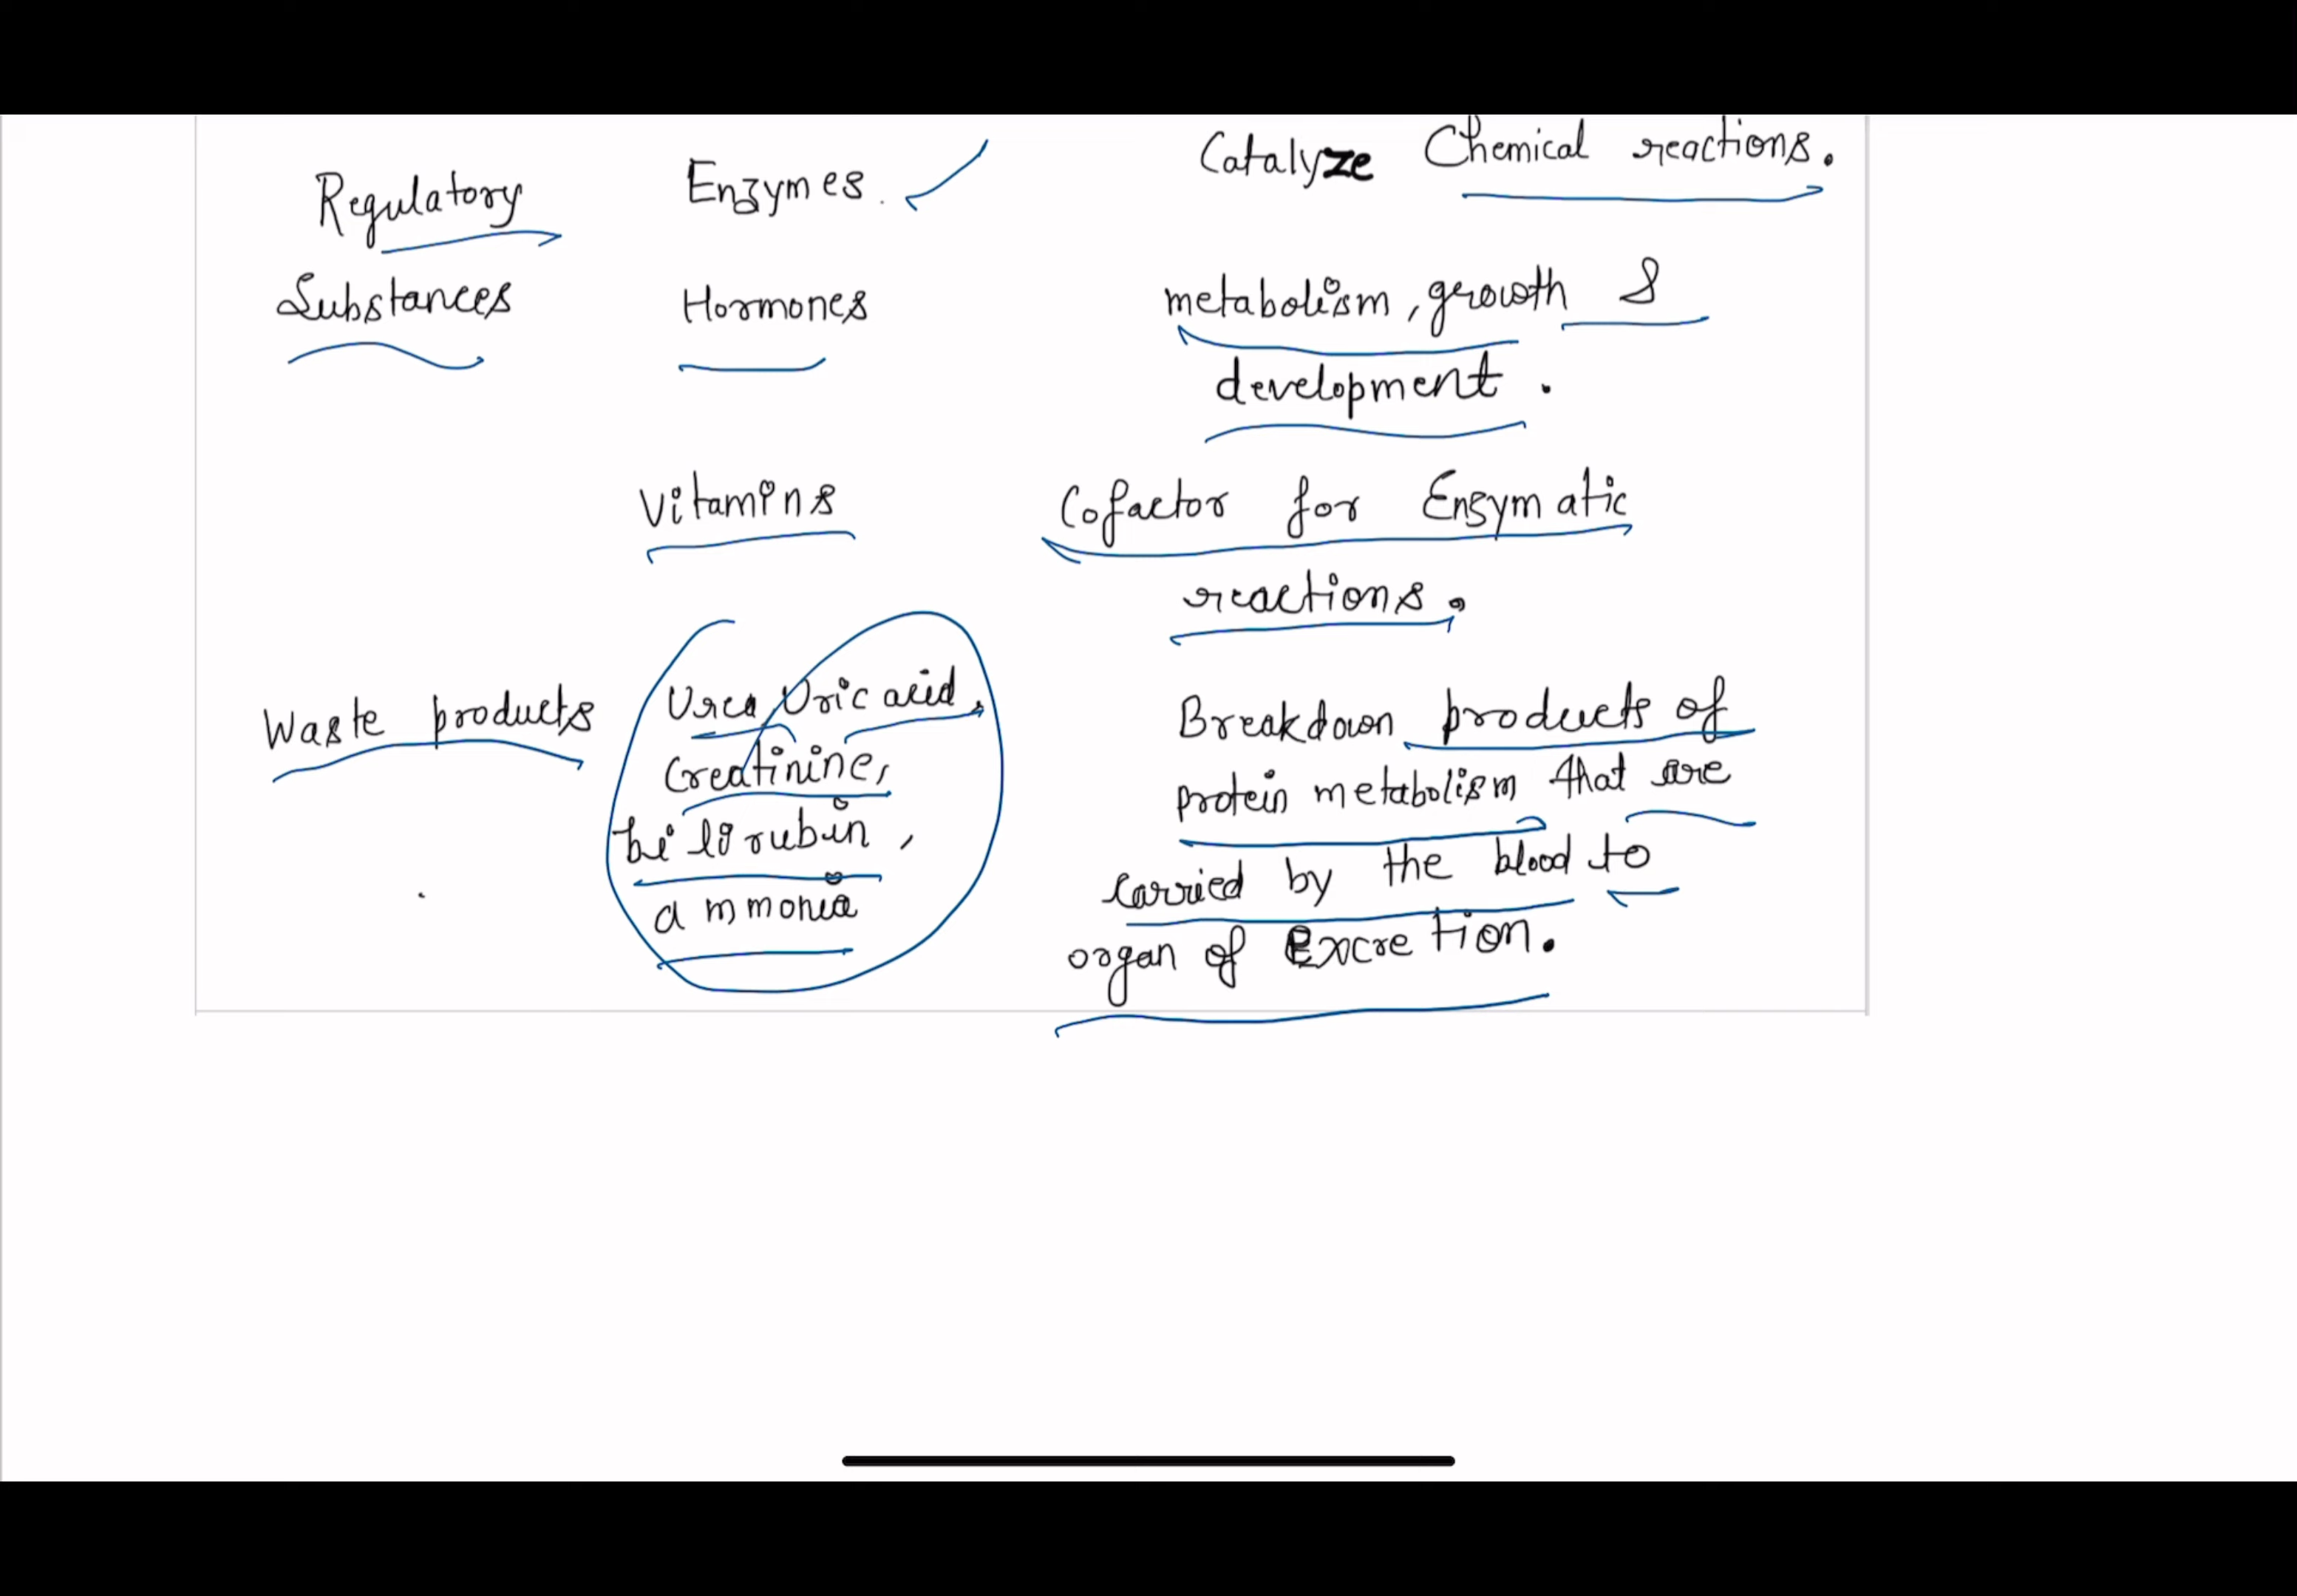 Regulatory Enzymes. Catalyze Chemical reactions.
Substances Hormones metabolism, growth &
development.
Vitamins Cofactor for Ensymatic
reactions.
Waste products Urea, Uric acid, Breakdown products of
Creatinine, protein metabolism that are
bilirubin, carried by the blood to
ammonia organ of Excretion.